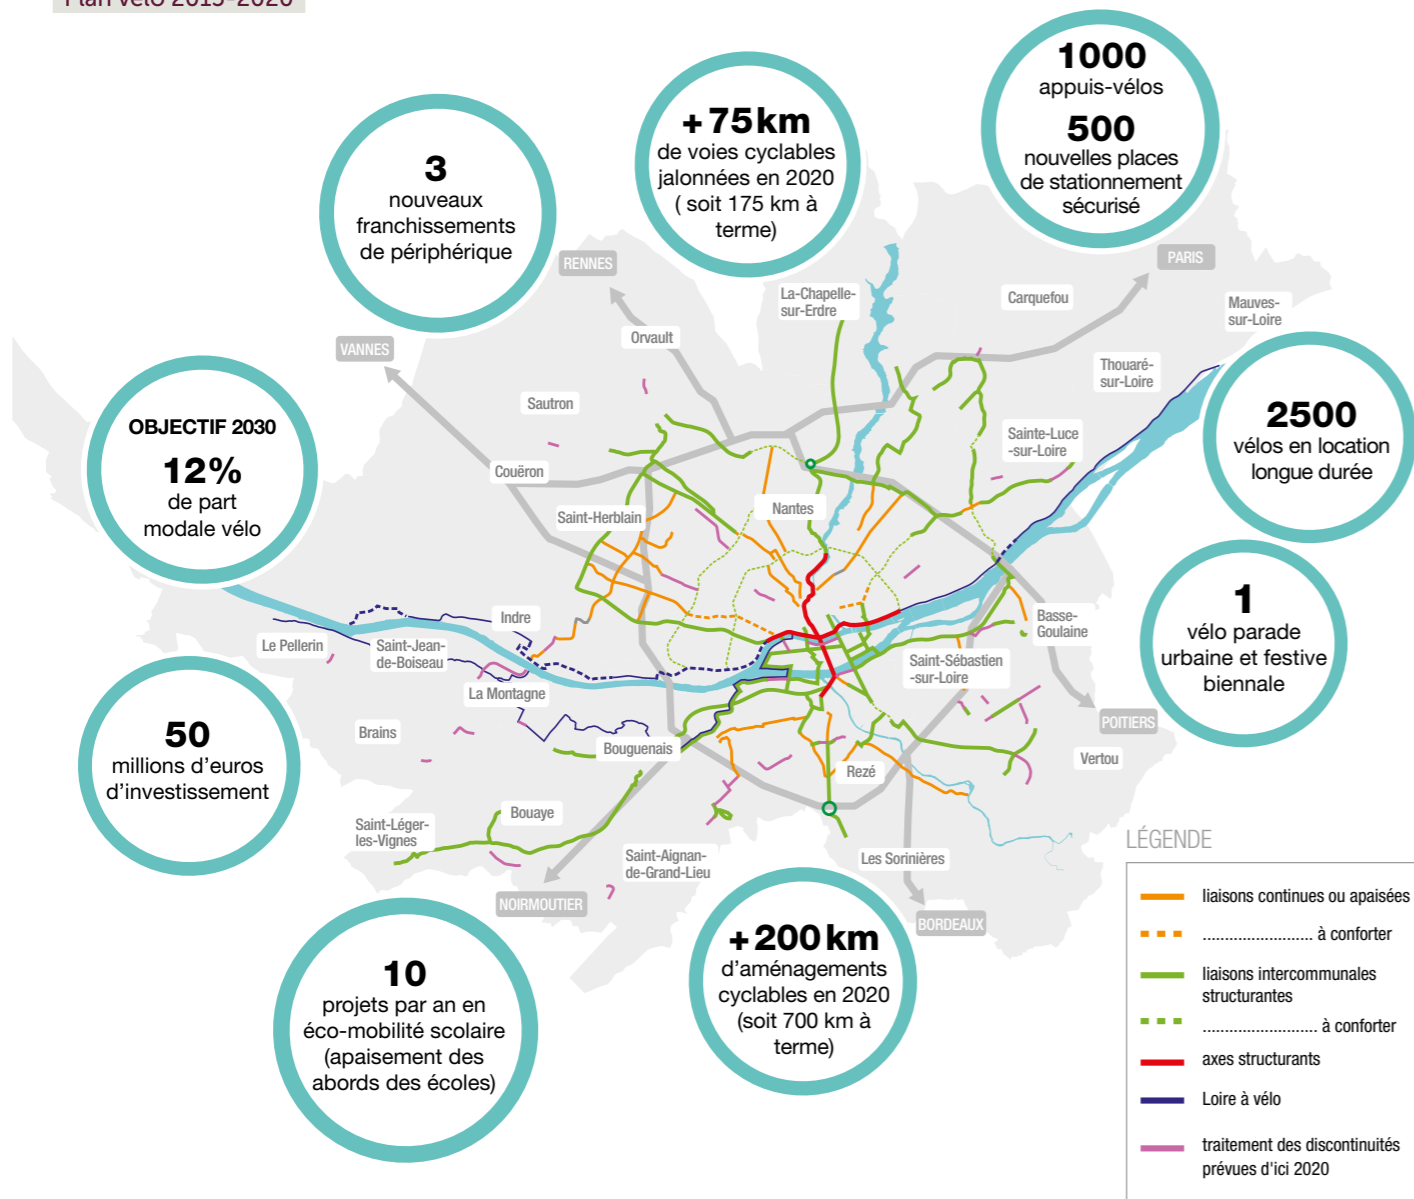 Plan vélo 2015-2020
1000
appuis-vélos
500
nouvelles places
de stationnement
sécurisé
+ 75 km
de voies cyclables
jalonnées en 2020
( soit 175 km à
terme)
3
nouveaux
franchissements
de périphérique
RENNES
PARIS
La-Chapelle-
sur-Erdre
Carquefou
Mauves-
sur-Loire
Orvault
VANNES
Thouaré-
sur-Loire
Sautron
OBJECTIF 2030
12%
de part
modale vélo
2500
vélos en location
longue durée
Sainte-Luce
-sur-Loire
Couëron
Saint-Herblain
Nantes
1
vélo parade
urbaine et festive
biennale
Indre
Basse-
Goulaine
Le Pellerin
Saint-Jean-
de-Boiseau
Saint-Sébastien
-sur-Loire
La Montagne
50
millions d'euros
d'investissement
Brains
Bouguenais
POITIERS
Vertou
Rezé
Bouaye
Saint-Léger-
les-Vignes
Saint-Aignan-
de-Grand-Lieu
Les Sorinières
NOIRMOUTIER
BORDEAUX
10
projets par an en
éco-mobilité scolaire
(apaisement des
abords des écoles)
+ 200 km
d'aménagements
cyclables en 2020
(soit 700 km à
terme)
LÉGENDE
liaisons continues ou apaisées
......................... à conforter
liaisons intercommunales
structurantes
.......................... à conforter
axes structurants
Loire à vélo
traitement des discontinuités
prévues d'ici 2020